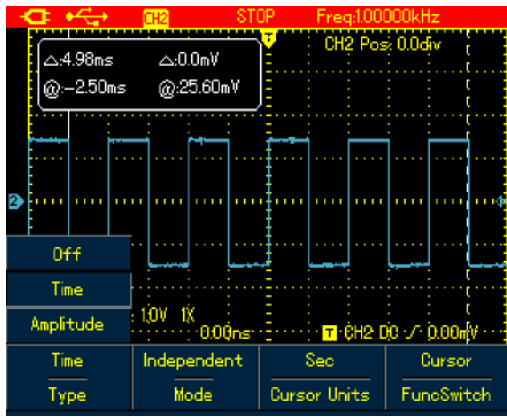 CH2 STOP Freq:1.00000kHz
CH2 Pos: 0.0div
△:4.98ms △:0.0mV
@:-2.50ms @:25.60mV
T
2
Off
Time
Amplitude
1.0V 1X
0.00ns T CH2 DC 0.00mV
Time Independent Sec Cursor
Type Mode Cursor Units FuncSwitch